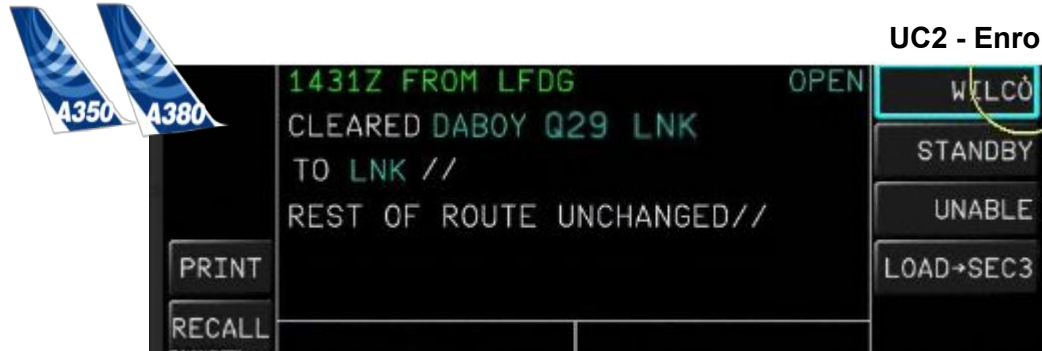 UC2 - Enro
A350 A380
1431Z FROM LFDG OPEN
CLEARED DABOY Q29 LNK
TO LNK //
REST OF ROUTE UNCHANGED//
WILCO
STANDBY
UNABLE
LOAD→SEC3
PRINT
RECALL